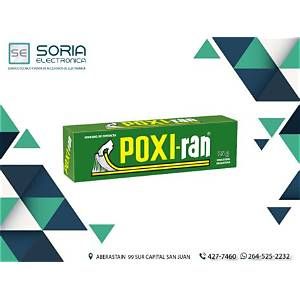 SE SORIA
ELECTRONICA
POXI-ran
ABERASTAIN 99 SUR CAPITAL SAN JUAN
427-7460
264-525-2232